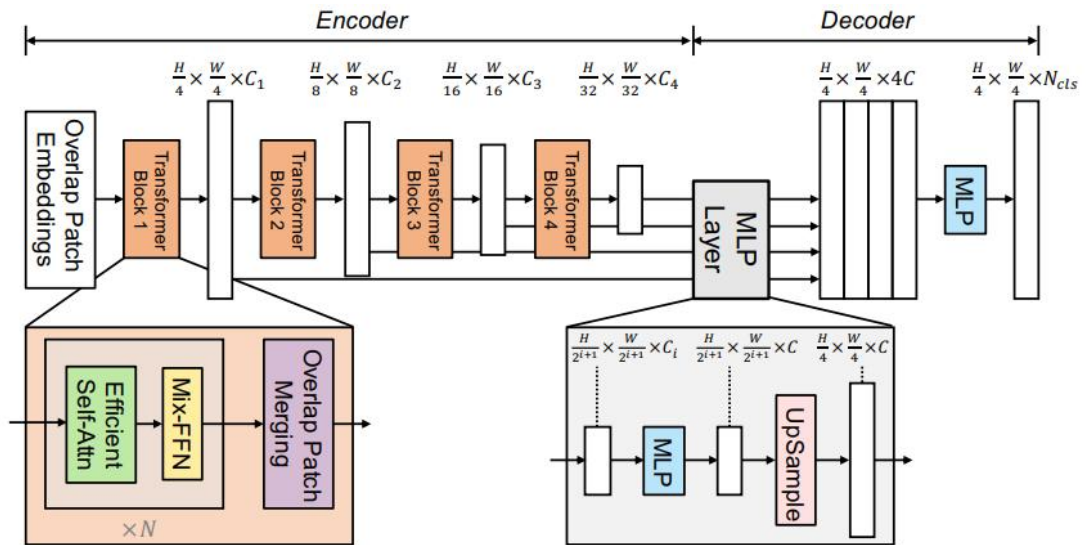 Encoder
Decoder
H/4 × W/4 × C₁
H/8 × W/8 × C₂
H/16 × W/16 × C₃
H/32 × W/32 × C₄
H/4 × W/4 × 4C
H/4 × W/4 × N_cls
Overlap Patch
Embeddings
Transformer
Block 1
Transformer
Block 2
Transformer
Block 3
Transformer
Block 4
MLP
Layer
MLP
Efficient
Self-Attn
Mix-FFN
×N
Overlap Patch
Merging
H/2^{i+1} × W/2^{i+1} × C_i
H/2^{i+1} × W/2^{i+1} × C
H/4 × W/4 × C
MLP
UpSample